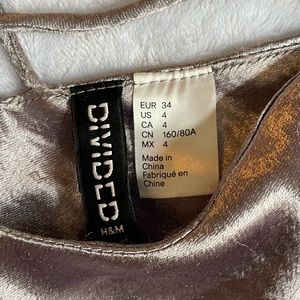 DIVIDED
H&M
EUR 34
US 4
CA 4
CN 160/80A
MX 4
Made in
China
Fabriqué en
Chine